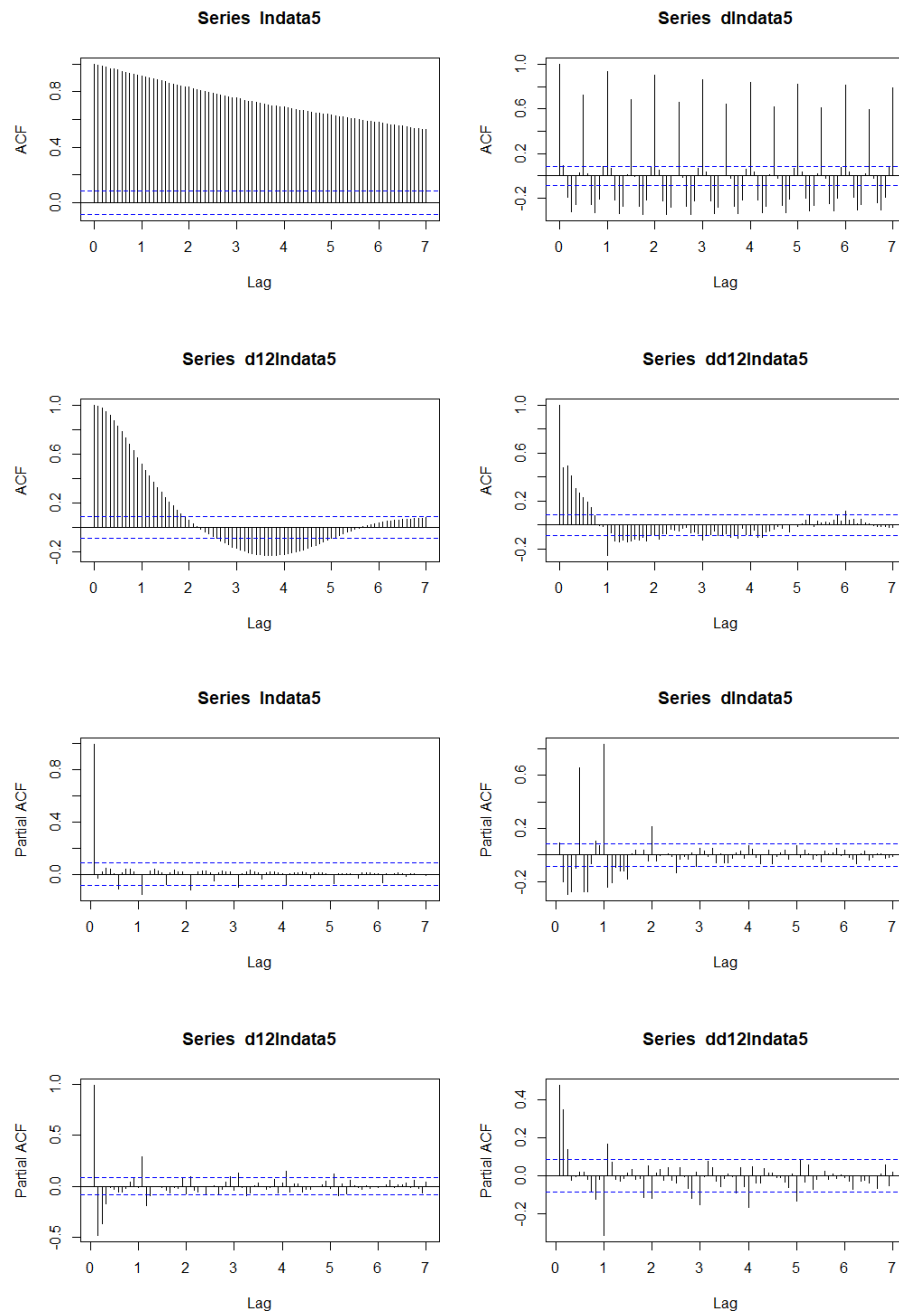 Series lndata5
ACF
0.0 0.4 0.8
0 1 2 3 4 5 6 7
Lag
Series dlndata5
ACF
-0.2 0.2 0.6 1.0
0 1 2 3 4 5 6 7
Lag
Series d12lndata5
ACF
-0.2 0.2 0.6 1.0
0 1 2 3 4 5 6 7
Lag
Series dd12lndata5
ACF
-0.2 0.2 0.6 1.0
0 1 2 3 4 5 6 7
Lag
Series lndata5
Partial ACF
0.0 0.4 0.8
0 1 2 3 4 5 6 7
Lag
Series dlndata5
Partial ACF
-0.2 0.2 0.6
0 1 2 3 4 5 6 7
Lag
Series d12lndata5
Partial ACF
-0.5 0.0 0.5 1.0
0 1 2 3 4 5 6 7
Lag
Series dd12lndata5
Partial ACF
-0.2 0.0 0.2 0.4
0 1 2 3 4 5 6 7
Lag